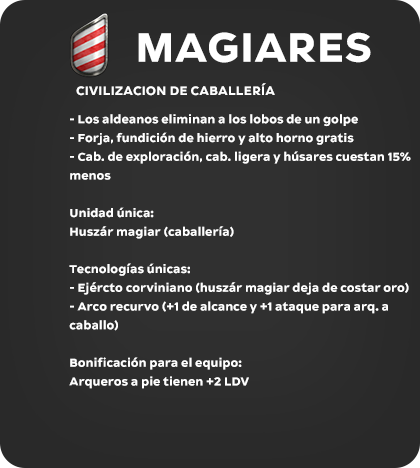 MAGIARES
CIVILIZACION DE CABALLERÍA
- Los aldeanos eliminan a los lobos de un golpe
- Forja, fundición de hierro y alto horno gratis
- Cab. de exploración, cab. ligera y húsares cuestan 15%
menos
Unidad única:
Huszár magiar (caballería)
Tecnologías únicas:
- Ejércto corviniano (huszár magiar deja de costar oro)
- Arco recurvo (+1 de alcance y +1 ataque para arq. a
caballo)
Bonificación para el equipo:
Arqueros a pie tienen +2 LDV